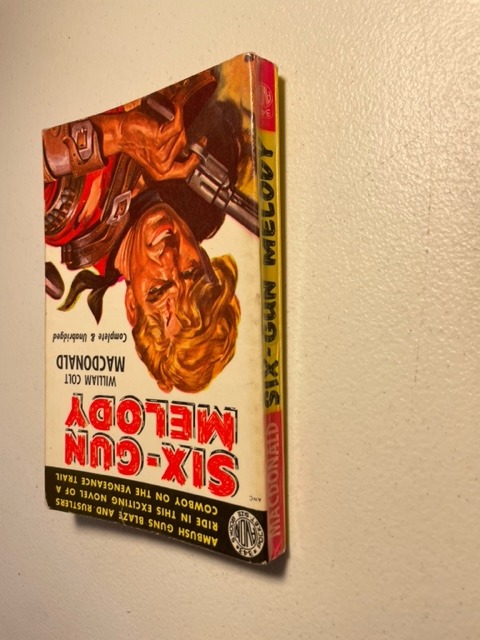 AMBUSH GUNS BLAZE AND RUSTLERS
RIDE IN THIS EXCITING NOVEL OF A
COWBOY ON THE VENGEANCE TRAIL
SIX-GUN
MELODY
WILLIAM COLT
MACDONALD
Complete & Unabridged
MACDONALD SIX-GUN MELODY